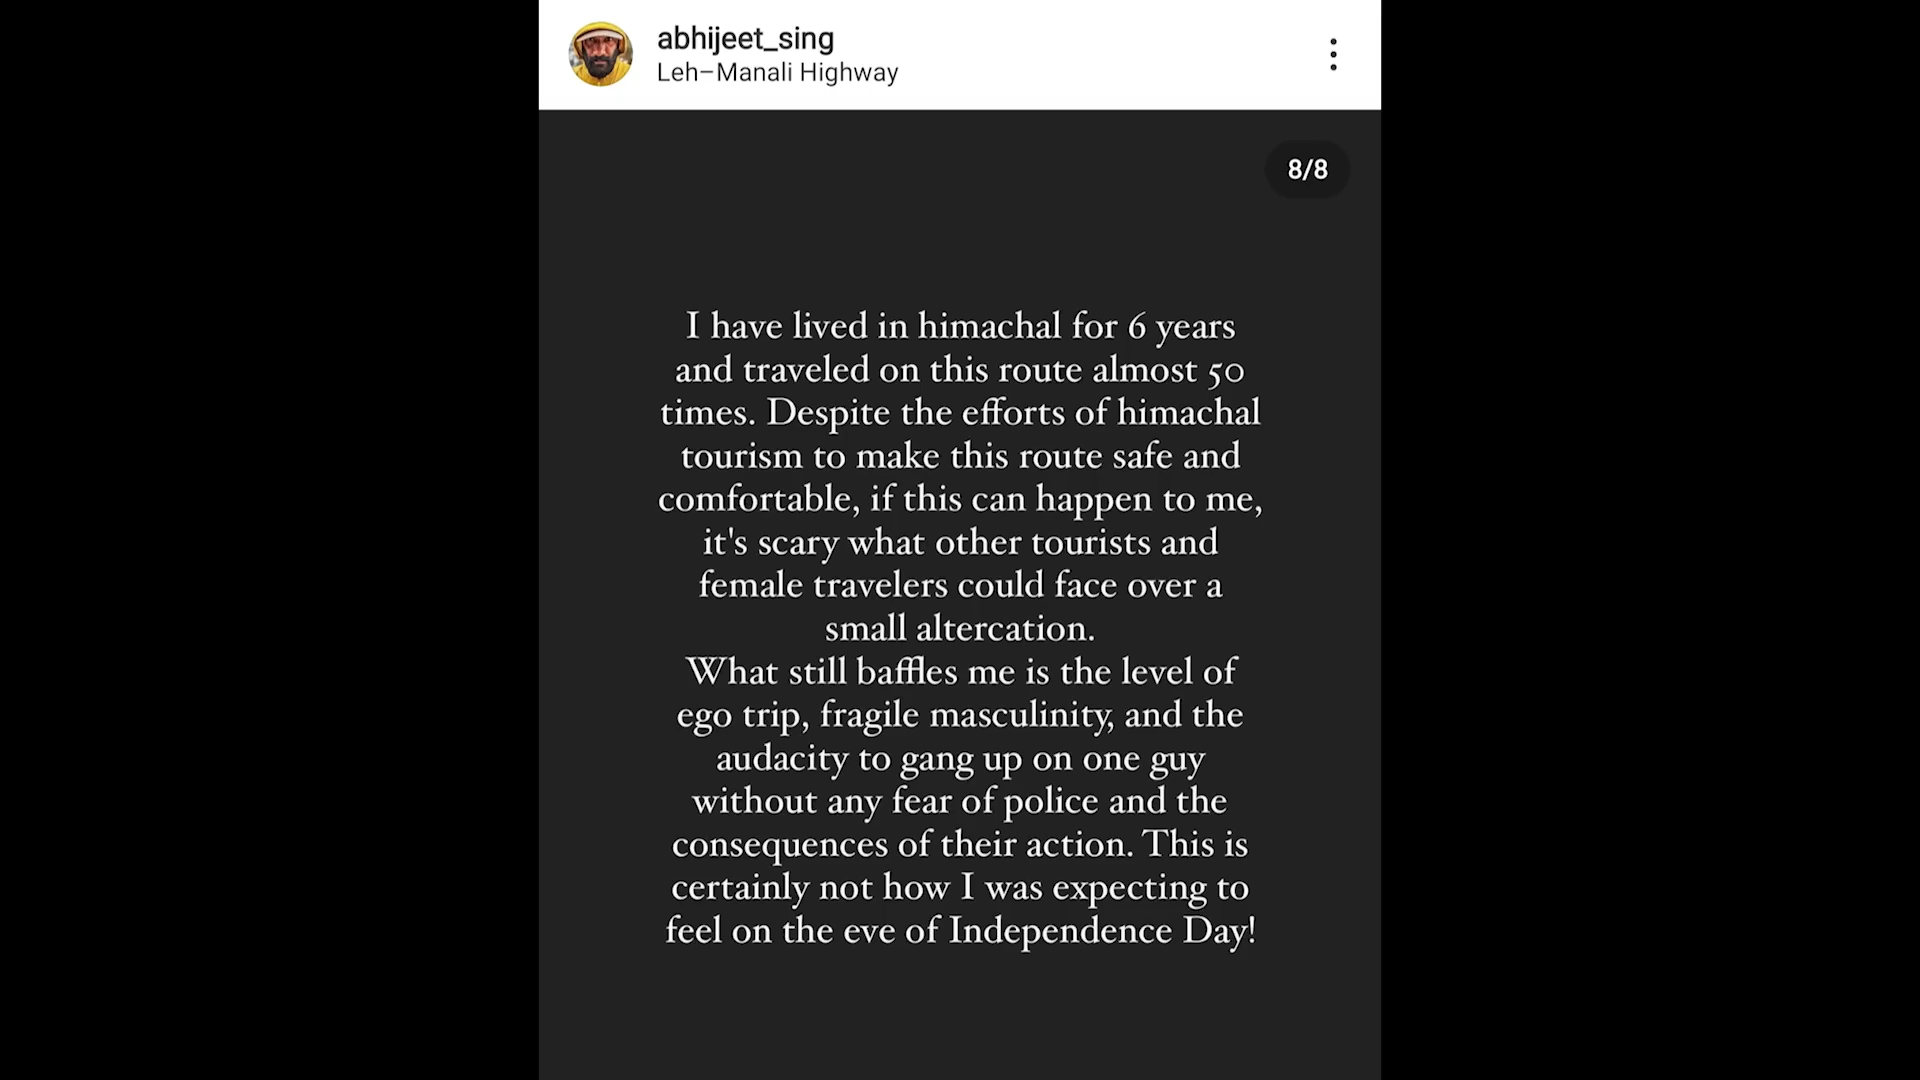 abhijeet_sing
Leh–Manali Highway
8/8
I have lived in himachal for 6 years
and traveled on this route almost 50
times. Despite the efforts of himachal
tourism to make this route safe and
comfortable, if this can happen to me,
it's scary what other tourists and
female travelers could face over a
small altercation.
What still baffles me is the level of
ego trip, fragile masculinity, and the
audacity to gang up on one guy
without any fear of police and the
consequences of their action. This is
certainly not how I was expecting to
feel on the eve of Independence Day!